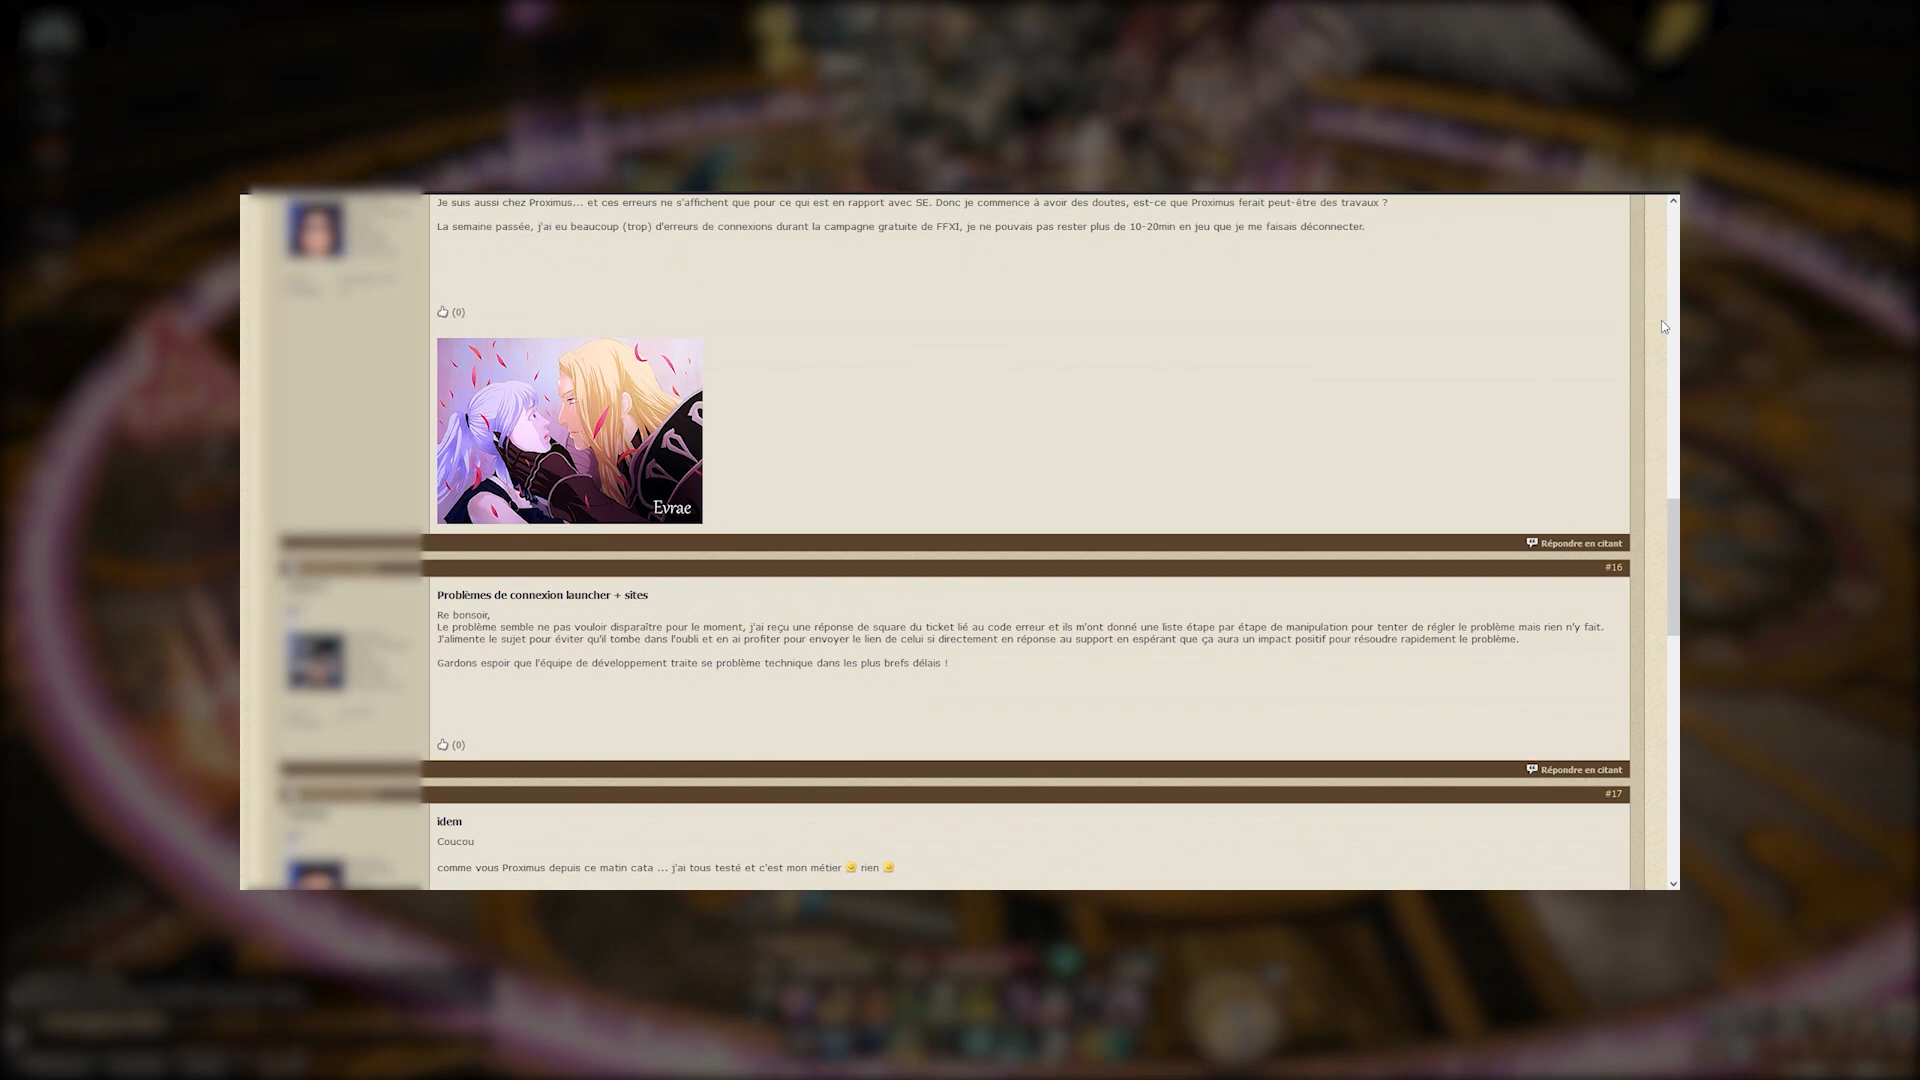 Je suis aussi chez Proximus... et ces erreurs ne s'affichent que pour ce qui est en rapport avec SE. Donc je commence à avoir des doutes, est-ce que Proximus ferait peut-être des travaux ?
La semaine passée, j'ai eu beaucoup (trop) d'erreurs de connexions durant la campagne gratuite de FFXI, je ne pouvais pas rester plus de 10-20min en jeu que je me faisais déconnecter.
(0)
Evrae
Répondre en citant
#16
Problèmes de connexion launcher + sites
Re bonsoir,
Le problème semble ne pas vouloir disparaître pour le moment, j'ai reçu une réponse de square du ticket lié au code erreur et ils m'ont donné une liste étape par étape de manipulation pour tenter de régler le problème mais rien n'y fait.
J'alimente le sujet pour éviter qu'il tombe dans l'oubli et en ai profiter pour envoyer le lien de celui si directement en réponse au support en espérant que ça aura un impact positif pour résoudre rapidement le problème.
Gardons espoir que l'équipe de développement traite se problème technique dans les plus brefs délais !
(0)
Répondre en citant
#17
idem
Coucou
comme vous Proximus depuis ce matin cata ... j'ai tous testé et c'est mon métier rien